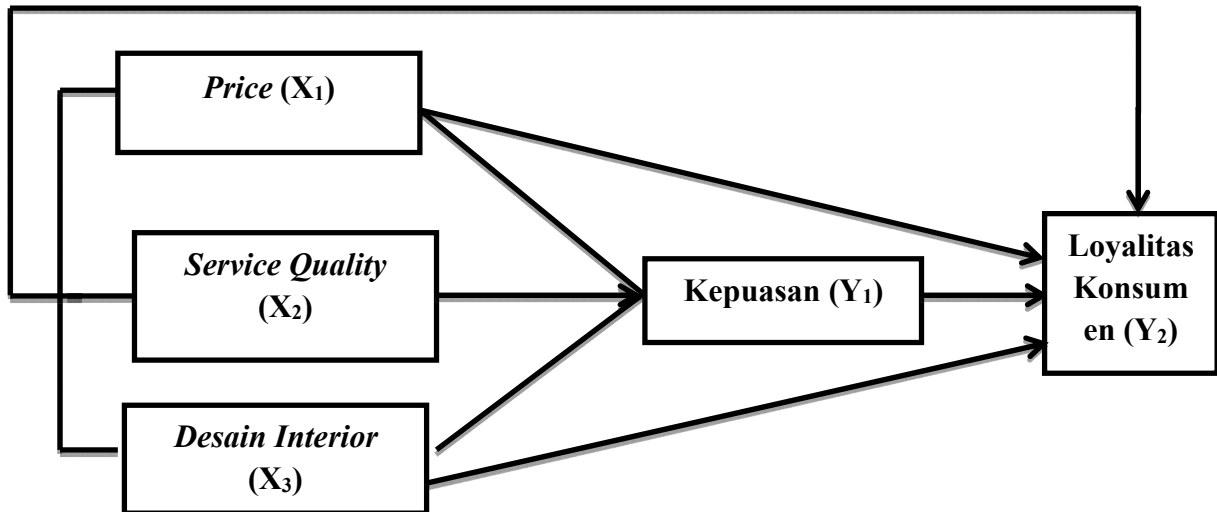 Price (X₁)
Service Quality
(X₂)
Desain Interior
(X₃)
Kepuasan (Y₁)
Loyalitas
Konsum
en (Y₂)